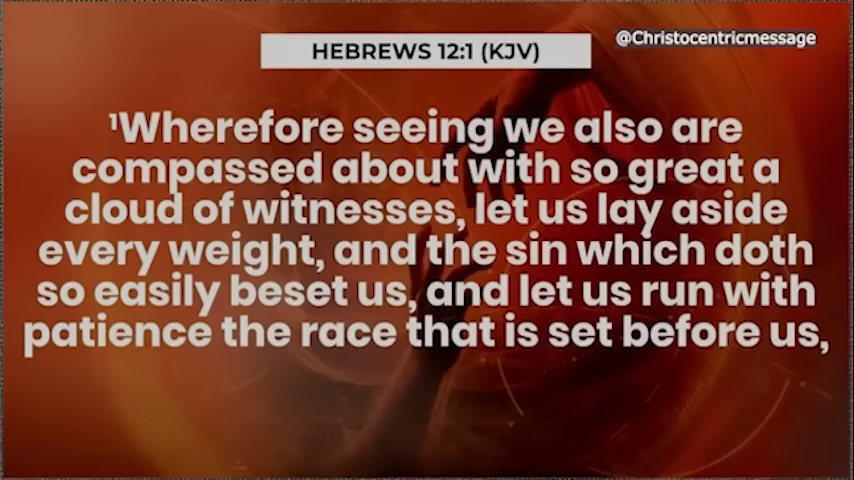 HEBREWS 12:1 (KJV)
@Christocentricmessage
¹Wherefore seeing we also are
compassed about with so great a
cloud of witnesses, let us lay aside
every weight, and the sin which doth
so easily beset us, and let us run with
patience the race that is set before us,